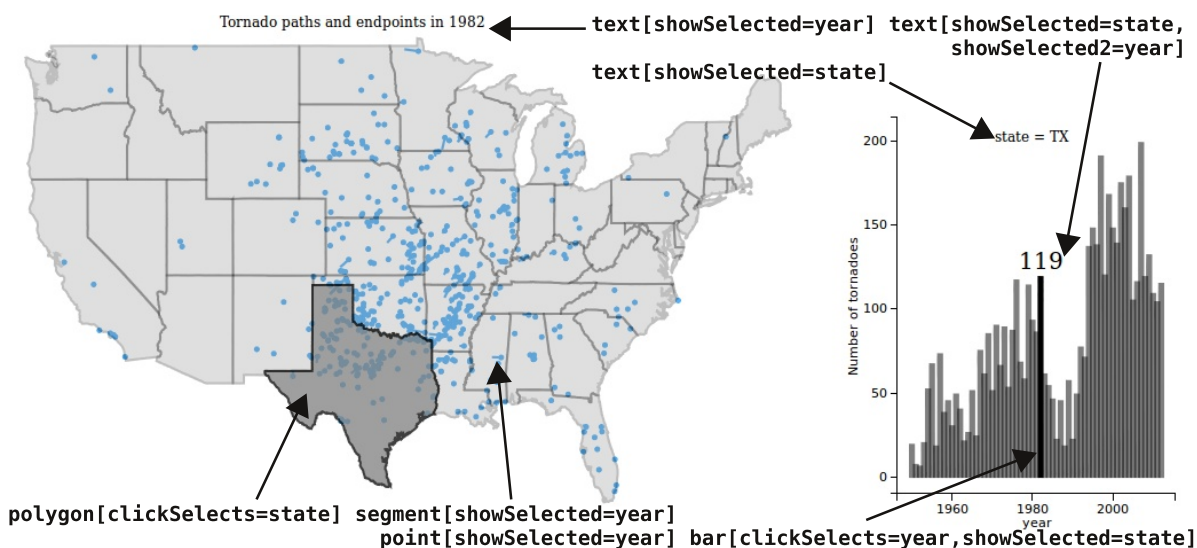 Tornado paths and endpoints in 1982
text[showSelected=year]
text[showSelected=state,
showSelected2=year]
text[showSelected=state]
state = TX
119
Number of tornadoes
200
150
100
50
0
1960
1980
2000
year
polygon[clickSelects=state]
segment[showSelected=year]
point[showSelected=year]
bar[clickSelects=year,showSelected=state]